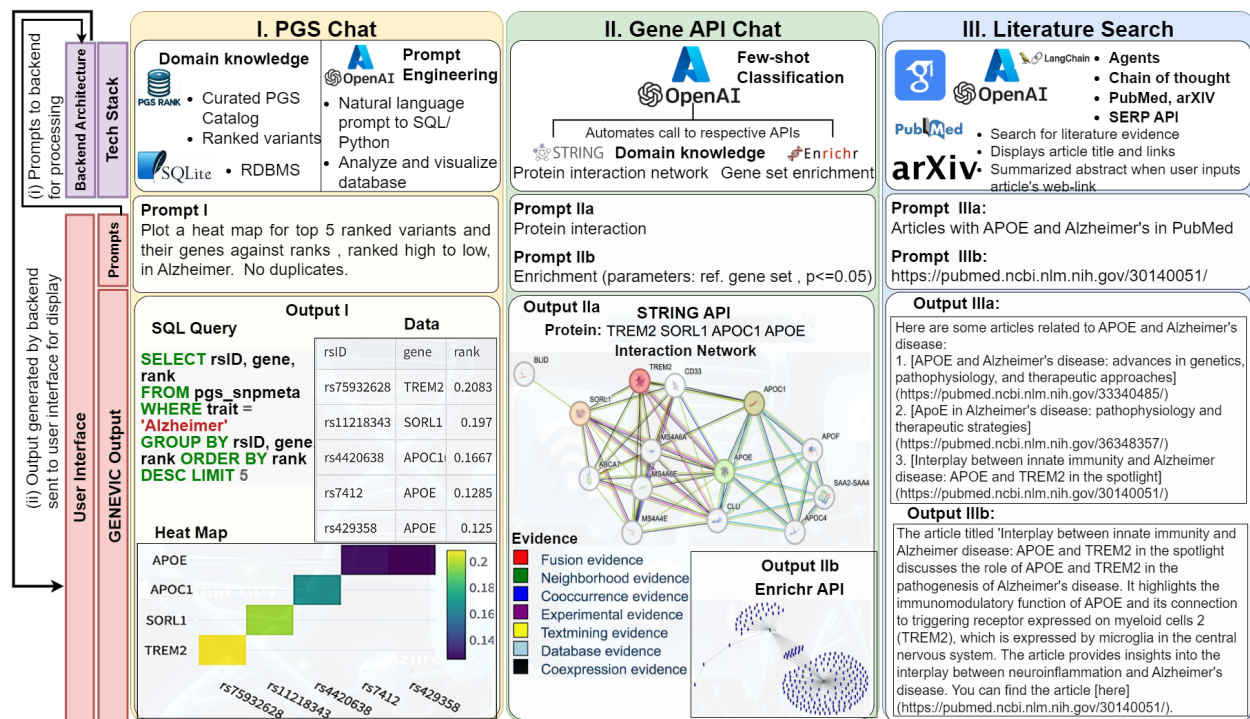 (i) Prompts to backend
for processing
(ii) Output generated by backend
sent to user interface for display
Backend Architecture
Tech Stack
User Interface
Prompts
GENEVIC Output
I. PGS Chat
Domain knowledge
PGS RANK
• Curated PGS
Catalog
• Ranked variants
SQLite
• RDBMS
OpenAI
Prompt
Engineering
• Natural language
prompt to SQL/
Python
• Analyze and visualize
database
Prompt I
Plot a heat map for top 5 ranked variants and
their genes against ranks , ranked high to low,
in Alzheimer. No duplicates.
Output I
SQL Query
SELECT rsID, gene,
rank
FROM pgs_snpmeta
WHERE trait =
'Alzheimer'
GROUP BY rsID, gene
rank ORDER BY rank
DESC LIMIT 5
Data
rsID gene rank
rs75932628 TREM2 0.2083
rs11218343 SORL1 0.197
rs4420638 APOC1 0.1667
rs7412 APOE 0.1285
rs429358 APOE 0.125
Heat Map
APOE
APOC1
SORL1
TREM2
rs75932628
rs11218343
rs4420638
rs7412
rs429358
0.2
0.18
0.16
0.14
Azure
II. Gene API Chat
OpenAI
Few-shot
Classification
Automates call to respective APIs
STRING Domain knowledge Enrichr
Protein interaction network Gene set enrichment
Prompt IIa
Protein interaction
Prompt IIb
Enrichment (parameters: ref. gene set , p<=0.05)
Output IIa
STRING API
Protein: TREM2 SORL1 APOC1 APOE
Interaction Network
BLID
TREM2
CD33
APOC1
SORL1
MS4A6A
APOF
ABCA7
APOE
MS4A6E
SAA2-SAA4
CLU
MS4A4E
APOC4
Evidence
Fusion evidence
Neighborhood evidence
Cooccurrence evidence
Experimental evidence
Textmining evidence
Database evidence
Coexpression evidence
Output IIb
Enrichr API
III. Literature Search
OpenAI
LangChain
• Agents
• Chain of thought
• PubMed, arXIV
• SERP API
PubMed
arXiv
• Search for literature evidence
• Displays article title and links
• Summarized abstract when user inputs
article's web-link
Prompt IIIa:
Articles with APOE and Alzheimer's in PubMed
Prompt IIIb:
https://pubmed.ncbi.nlm.nih.gov/30140051/
Output IIIa:
Here are some articles related to APOE and Alzheimer's
disease:
1. [APOE and Alzheimer's disease: advances in genetics,
pathophysiology, and therapeutic approaches]
(https://pubmed.ncbi.nlm.nih.gov/33340485/)
2. [ApoE in Alzheimer's disease: pathophysiology and
therapeutic strategies]
(https://pubmed.ncbi.nlm.nih.gov/36348357/)
3. [Interplay between innate immunity and Alzheimer
disease: APOE and TREM2 in the spotlight]
(https://pubmed.ncbi.nlm.nih.gov/30140051/)
Output IIIb:
The article titled 'Interplay between innate immunity and
Alzheimer disease: APOE and TREM2 in the spotlight
discusses the role of APOE and TREM2 in the
pathogenesis of Alzheimer's disease. It highlights the
immunomodulatory function of APOE and its connection
to triggering receptor expressed on myeloid cells 2
(TREM2), which is expressed by microglia in the central
nervous system. The article provides insights into the
interplay between neuroinflammation and Alzheimer's
disease. You can find the article [here]
(https://pubmed.ncbi.nlm.nih.gov/30140051/).